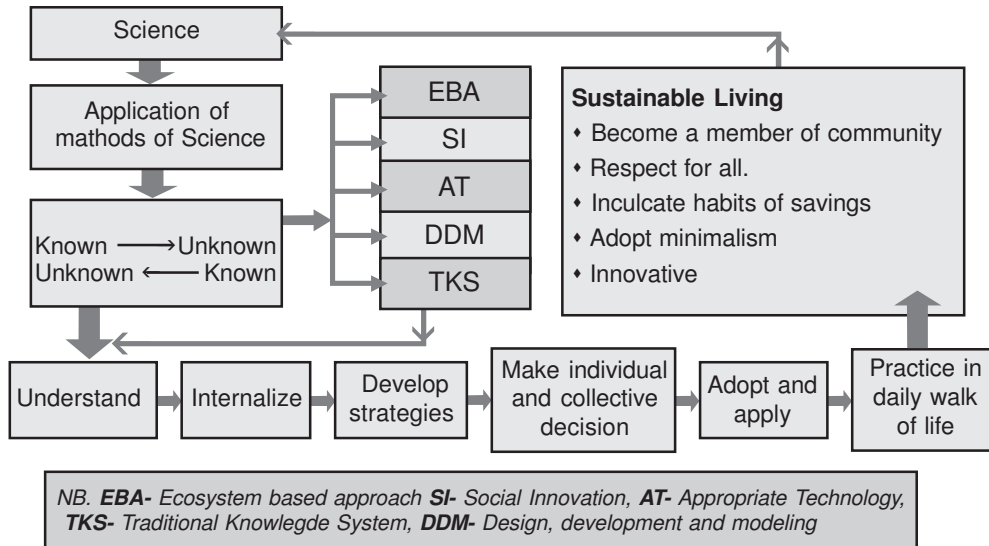 Science
Application of
mathods of Science
Known ⟶ Unknown
Unknown ⟵ Known
EBA
SI
AT
DDM
TKS
Sustainable Living
♦ Become a member of community
♦ Respect for all.
♦ Inculcate habits of savings
♦ Adopt minimalism
♦ Innovative
Understand
Internalize
Develop
strategies
Make individual
and collective
decision
Adopt and
apply
Practice in
daily walk
of life
NB. EBA- Ecosystem based approach SI- Social Innovation, AT- Appropriate Technology,
TKS- Traditional Knowlegde System, DDM- Design, development and modeling